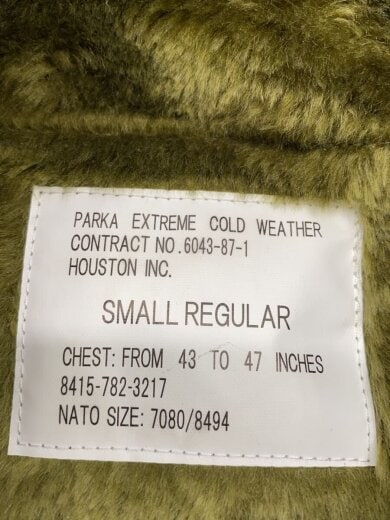 PARKA EXTREME COLD WEATHER
CONTRACT NO.6043-87-1
HOUSTON INC.
SMALL REGULAR
CHEST: FROM 43 TO 47 INCHES
8415-782-3217
NATO SIZE: 7080/8494